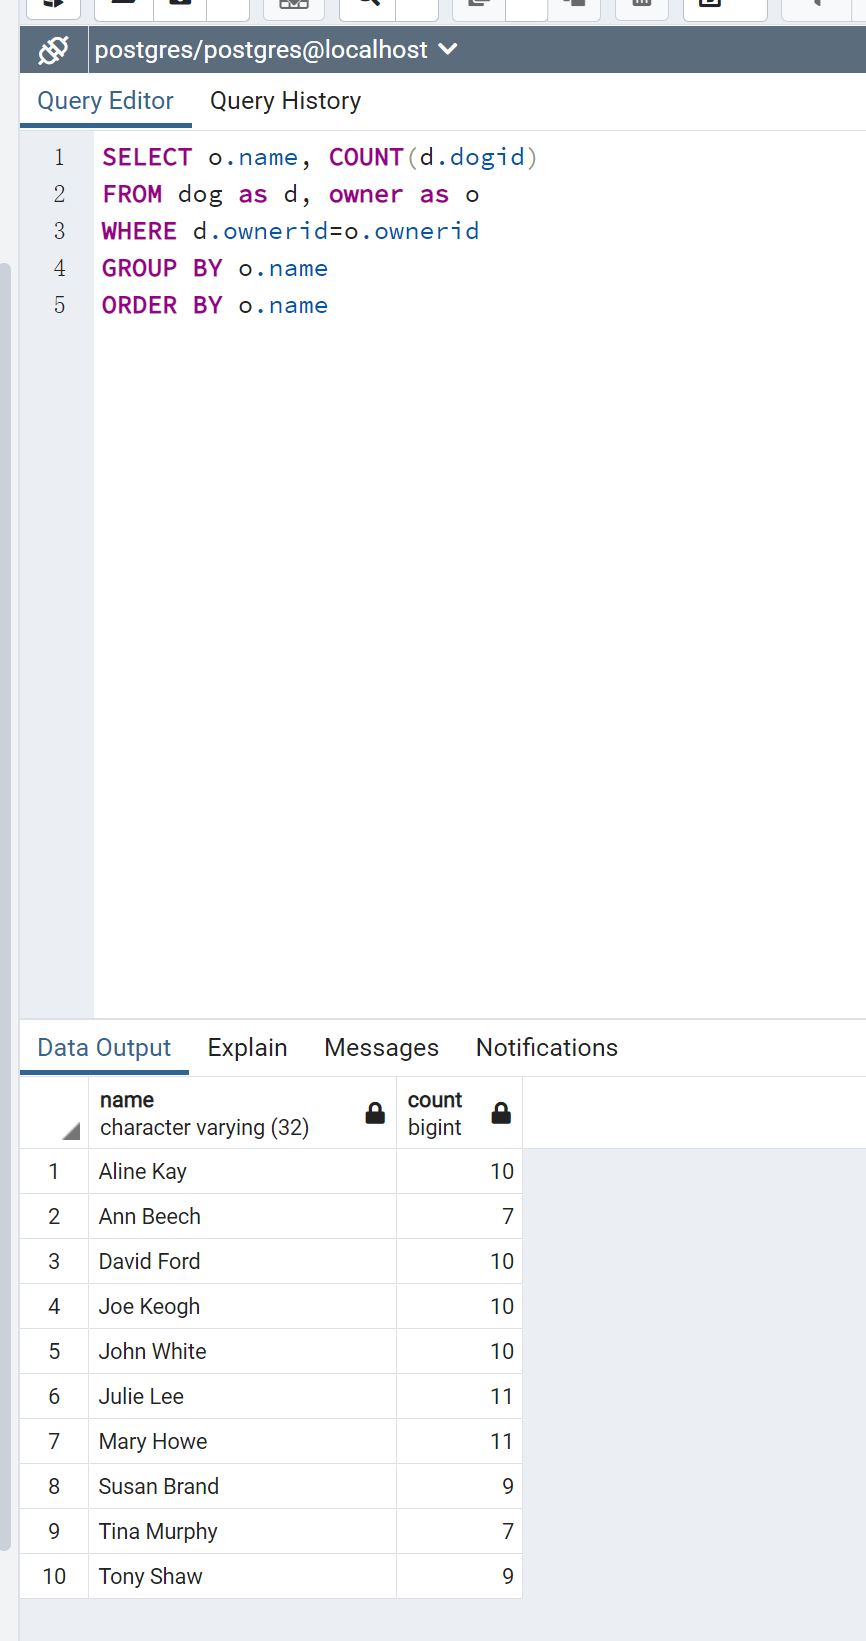 postgres/postgres@localhost
Query Editor Query History
1 SELECT o.name, COUNT(d.dogid)
2 FROM dog as d, owner as o
3 WHERE d.ownerid=o.ownerid
4 GROUP BY o.name
5 ORDER BY o.name
Data Output Explain Messages Notifications
name count
character varying (32) bigint
1 Aline Kay 10
2 Ann Beech 7
3 David Ford 10
4 Joe Keogh 10
5 John White 10
6 Julie Lee 11
7 Mary Howe 11
8 Susan Brand 9
9 Tina Murphy 7
10 Tony Shaw 9